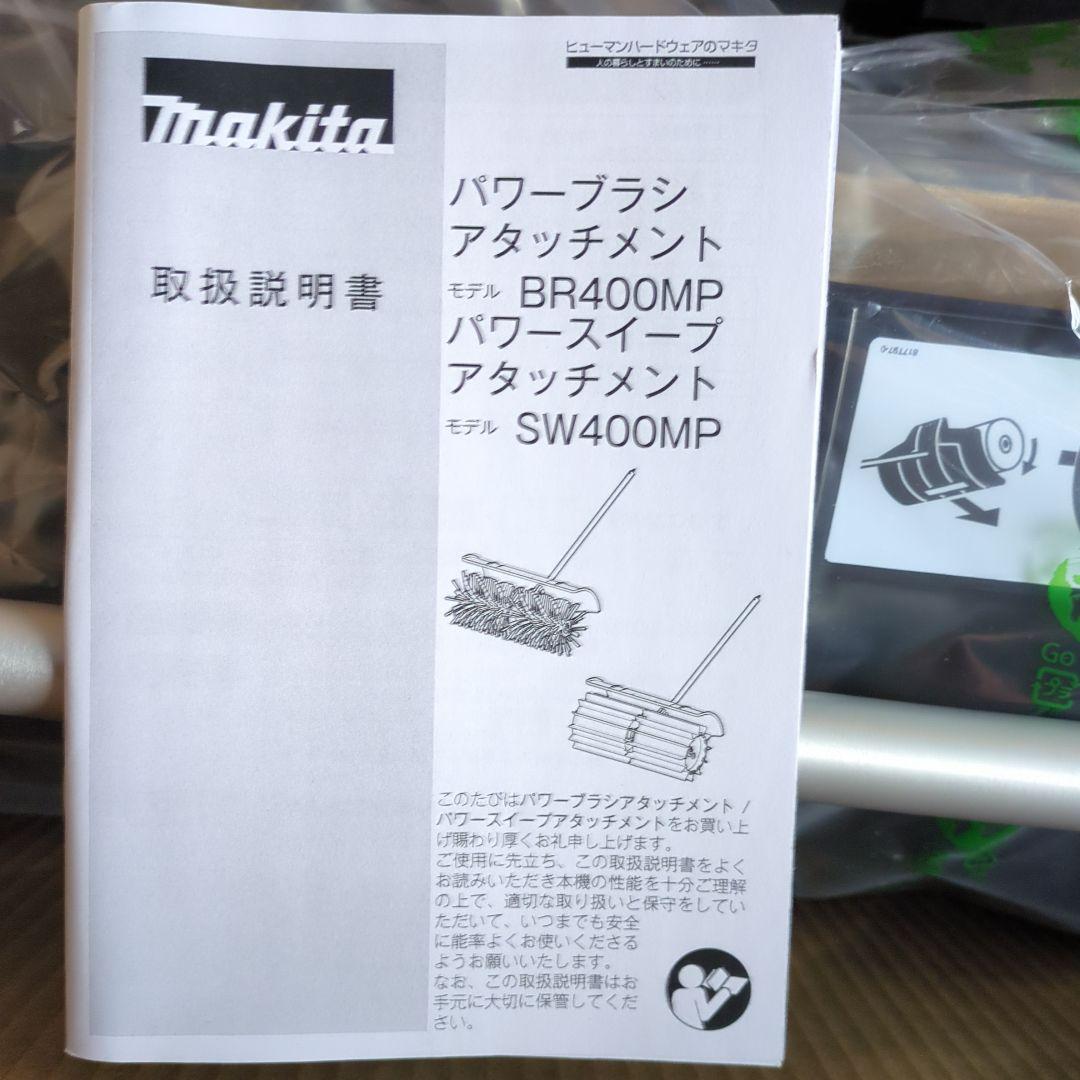 ヒューマンハードウェアのマキタ
人の暮らしとすまいのために……
makita
取扱説明書
パワーブラシ
アタッチメント
モデル BR400MP
パワースイープ
アタッチメント
モデル SW400MP
このたびはパワーブラシアタッチメント /
パワースイープアタッチメントをお買い上
げ賜わり厚くお礼申し上げます。
ご使用に先立ち、この取扱説明書をよく
お読みいただき本機の性能を十分ご理解
の上で、適切な取り扱いと保守をしてい
ただいて、いつまでも安全
に能率よくお使いくださる
ようお願いいたします。
なお、この取扱説明書はお
手元に大切に保管してくだ
さい。
817T97-0
Go
プラ